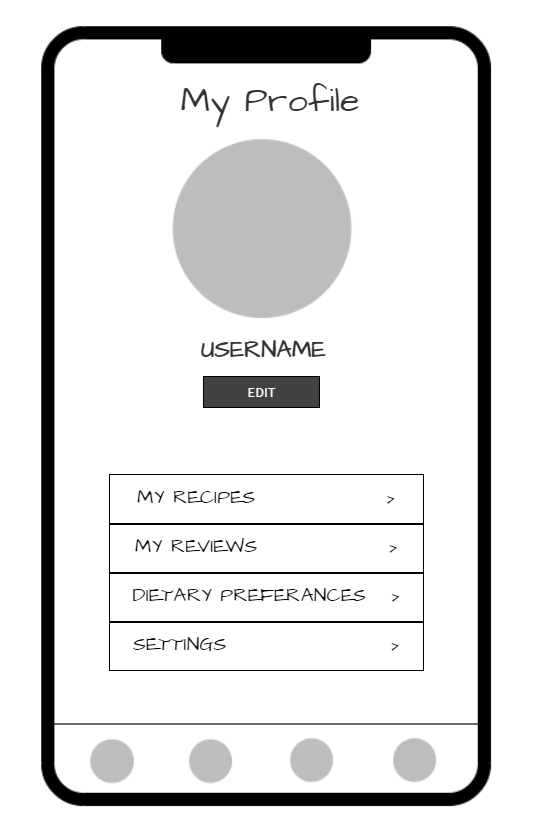 My Profile
USERNAME
EDIT
MY RECIPES >
MY REVIEWS >
DIETARY PREFERANCES >
SETTINGS >